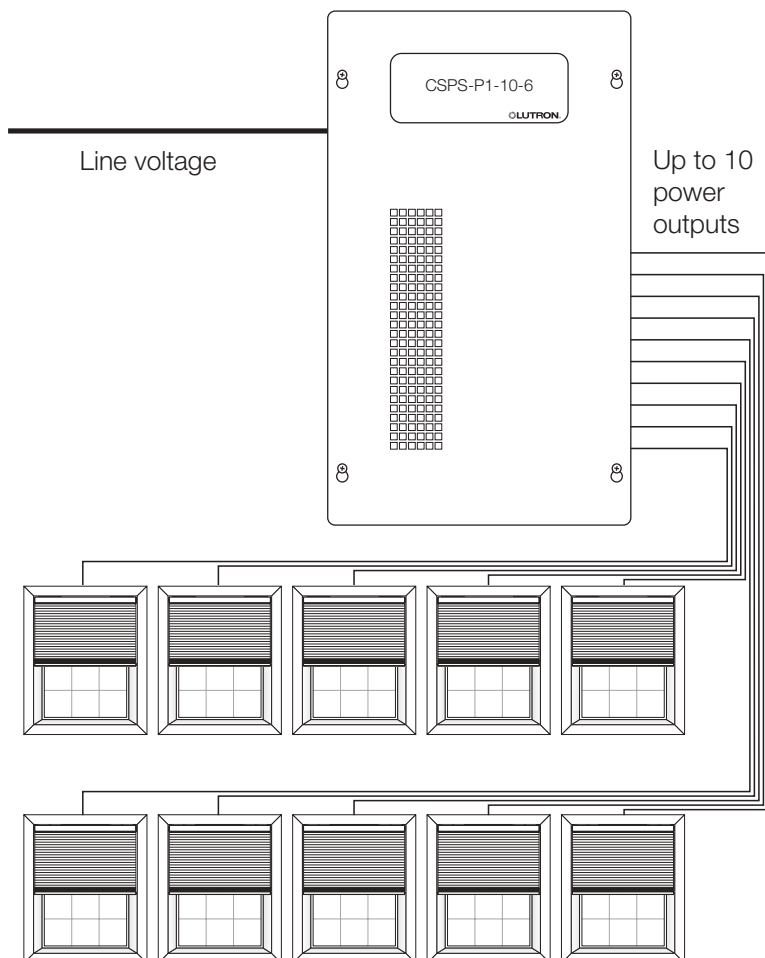 CSPS-P1-10-6
LUTRON
Line voltage
Up to 10
power
outputs